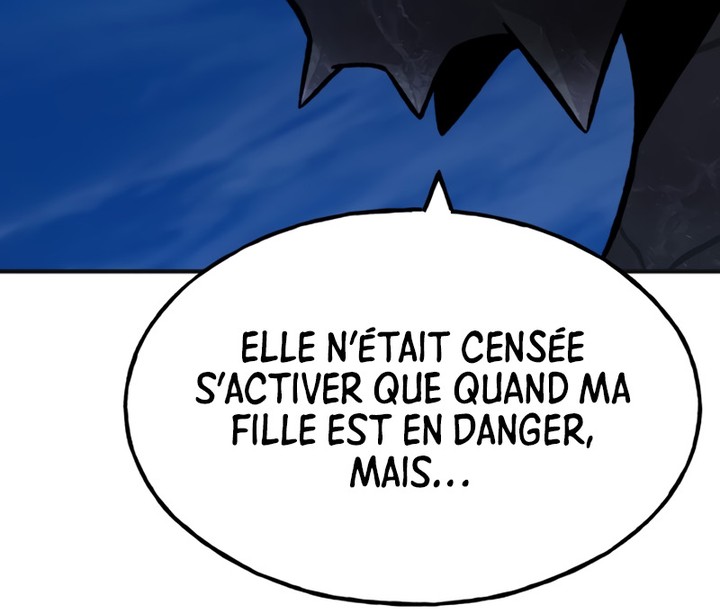 ELLE N'ÉTAIT CENSÉE
S'ACTIVER QUE QUAND MA
FILLE EST EN DANGER,
MAIS...